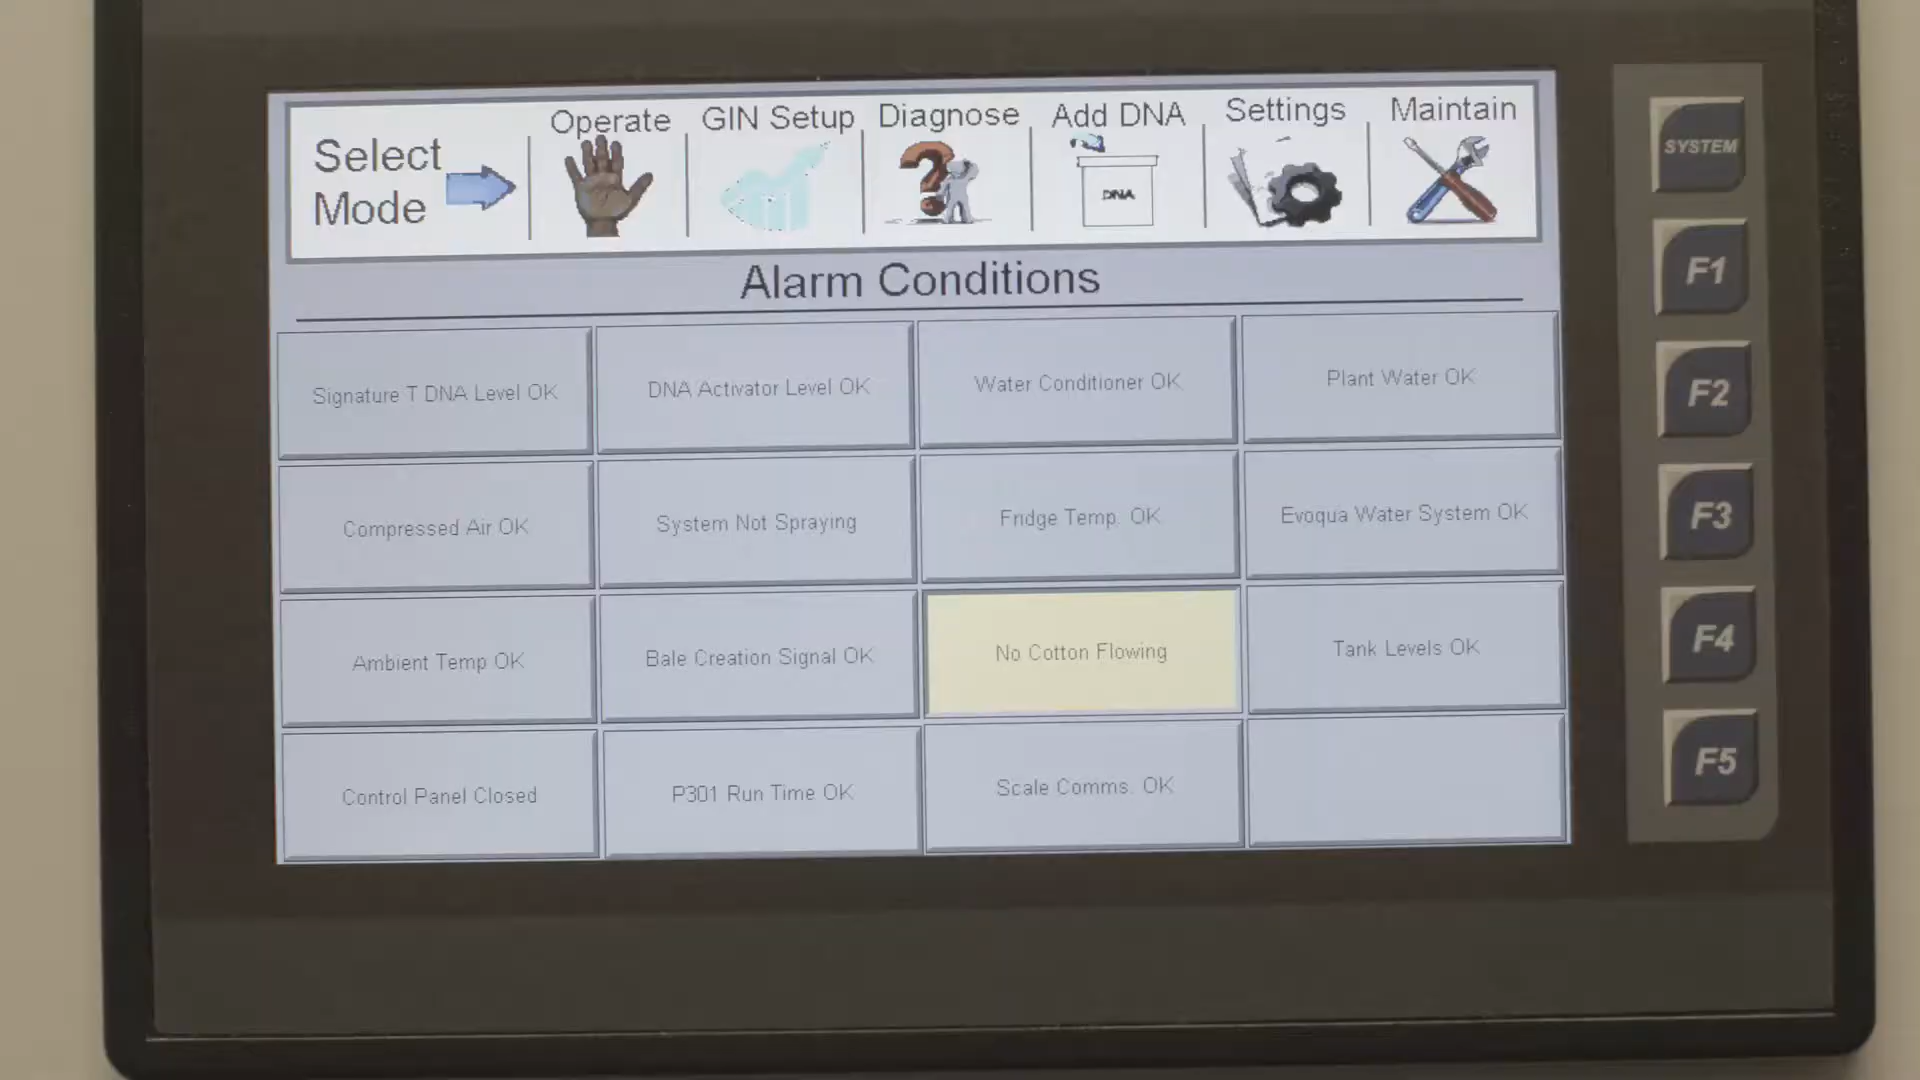 Select Mode
Operate
GIN Setup
Diagnose
Add DNA
DNA
Settings
Maintain
Alarm Conditions
Signature T DNA Level OK
DNA Activator Level OK
Water Conditioner OK
Plant Water OK
Compressed Air OK
System Not Spraying
Fridge Temp. OK
Evoqua Water System OK
Ambient Temp OK
Bale Creation Signal OK
No Cotton Flowing
Tank Levels OK
Control Panel Closed
P301 Run Time OK
Scale Comms. OK
SYSTEM
F1
F2
F3
F4
F5